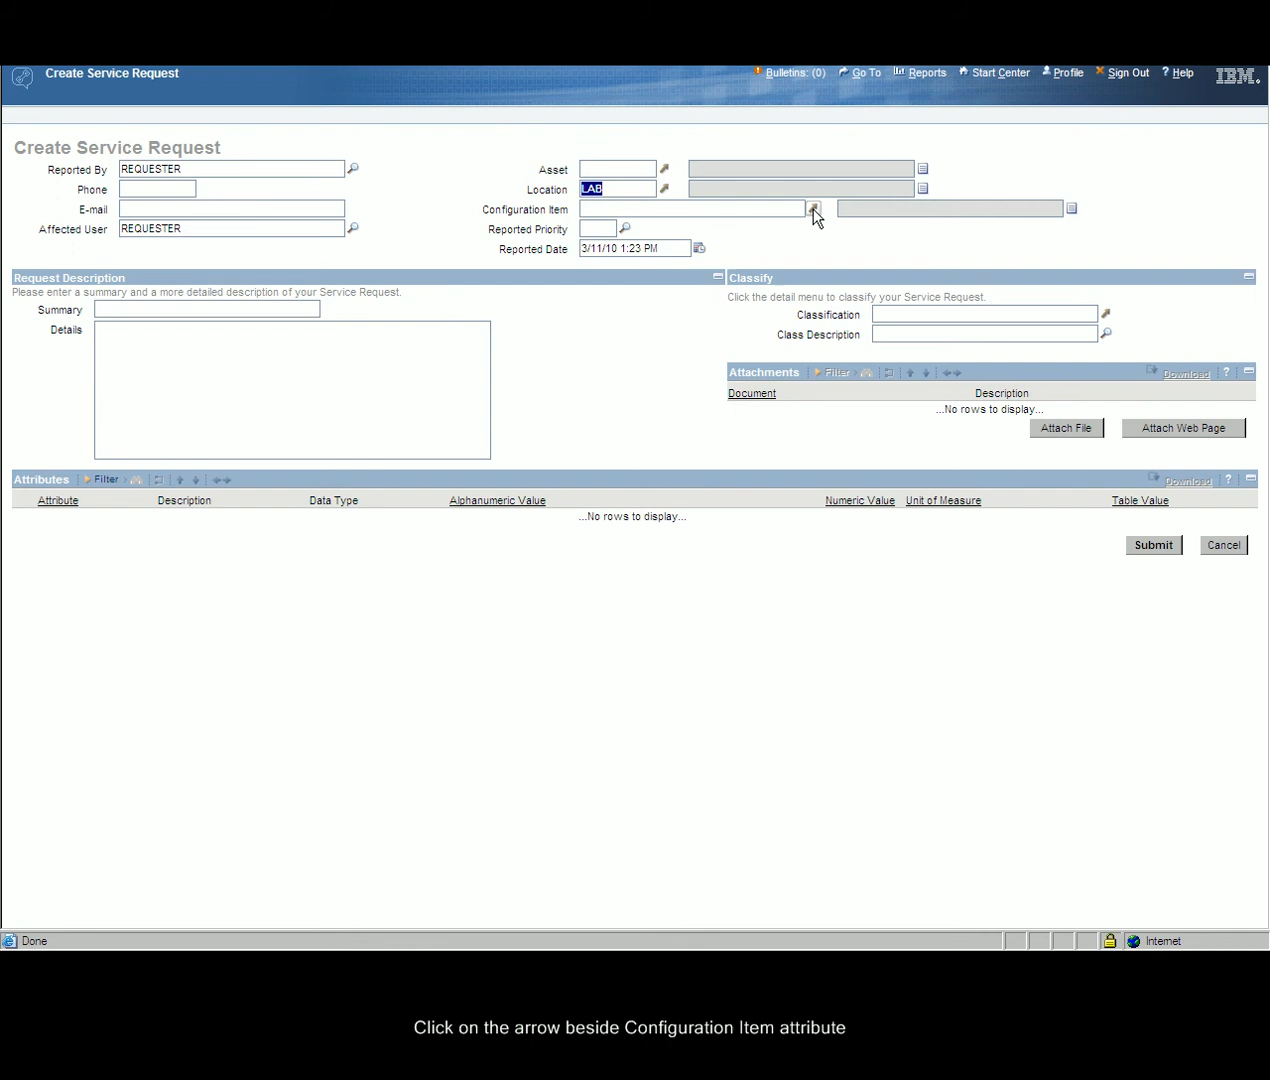 Create Service Request
Bulletins: (0) Go To Reports Start Center Profile Sign Out ? Help IBM.
Create Service Request
Reported By REQUESTER Asset
Phone Location LAB
E-mail Configuration Item
Affected User REQUESTER Reported Priority
Reported Date 3/11/10 1:23 PM
Request Description
Please enter a summary and a more detailed description of your Service Request.
Summary
Details
Classify
Click the detail menu to classify your Service Request.
Classification
Class Description
Attachments Filter Download ?
Document Description
...No rows to display...
Attach File Attach Web Page
Attributes Filter Download ?
Attribute Description Data Type Alphanumeric Value Numeric Value Unit of Measure Table Value
...No rows to display...
Submit Cancel
Done Internet
Click on the arrow beside Configuration Item attribute